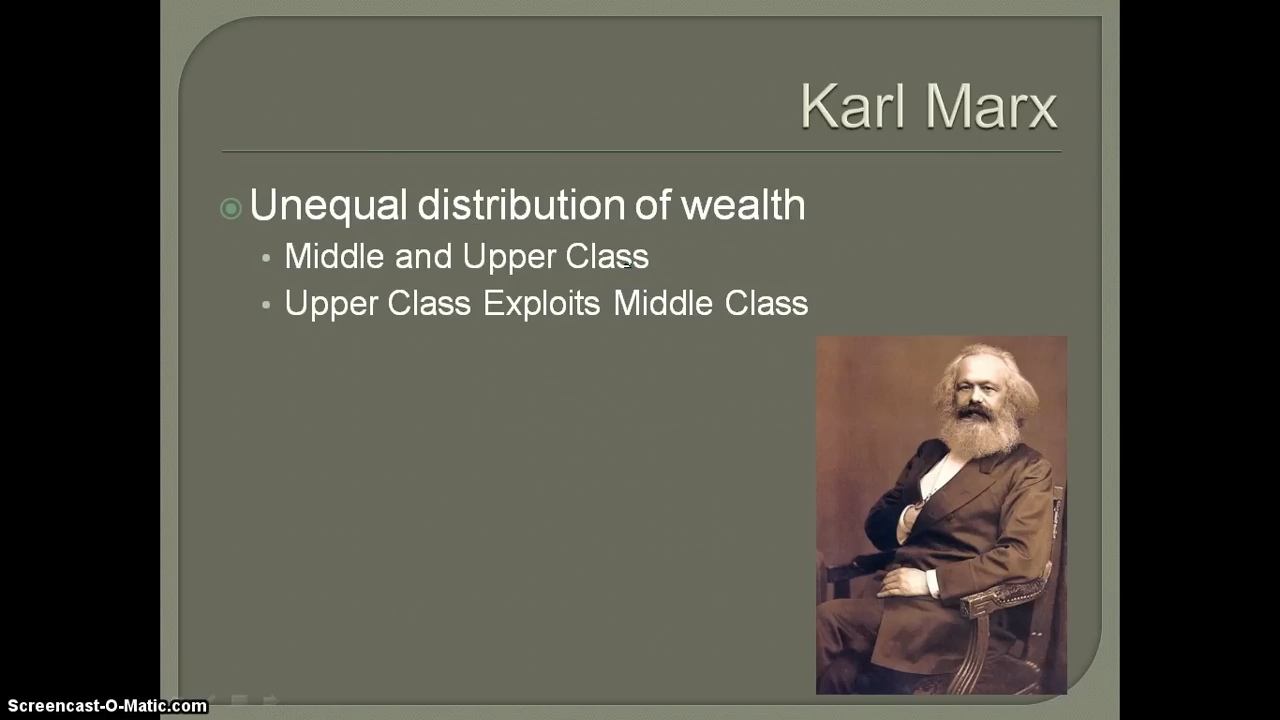 Karl Marx
Unequal distribution of wealth
Middle and Upper Class
Upper Class Exploits Middle Class
Screencast-O-Matic.com